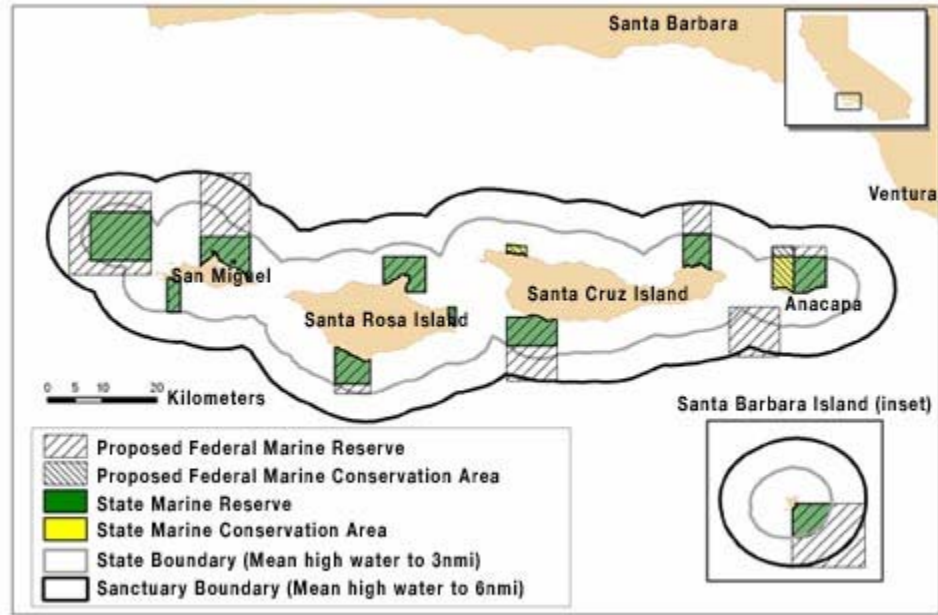 Santa Barbara
Ventura
San Miguel
Santa Rosa Island
Santa Cruz Island
Anacapa
0 5 10 20
Kilometers
Santa Barbara Island (inset)
Proposed Federal Marine Reserve
Proposed Federal Marine Conservation Area
State Marine Reserve
State Marine Conservation Area
State Boundary (Mean high water to 3nmi)
Sanctuary Boundary (Mean high water to 6nmi)